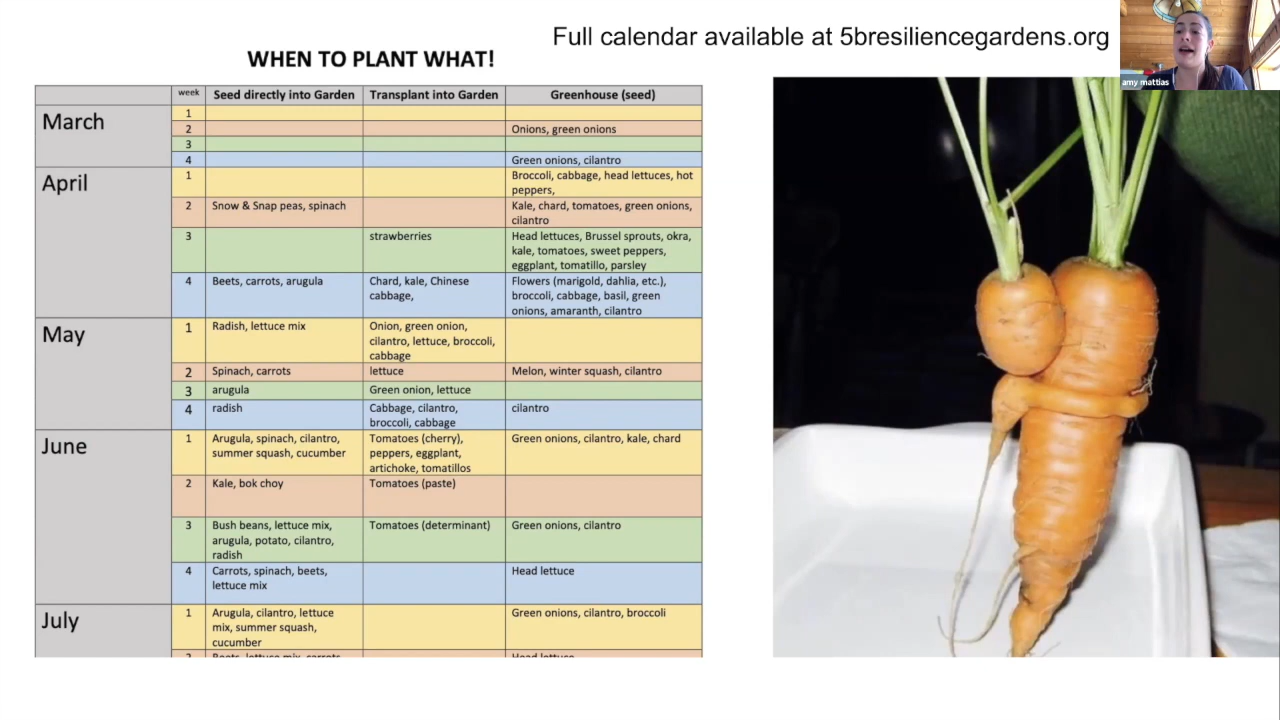 Full calendar available at 5bresiliencegardens.org
amy mattias
WHEN TO PLANT WHAT!
week Seed directly into Garden Transplant into Garden Greenhouse (seed)
March
1
2 Onions, green onions
3
4 Green onions, cilantro
April
1 Broccoli, cabbage, head lettuces, hot
peppers,
2 Snow & Snap peas, spinach Kale, chard, tomatoes, green onions,
cilantro
3 strawberries Head lettuces, Brussel sprouts, okra,
kale, tomatoes, sweet peppers,
eggplant, tomatillo, parsley
4 Beets, carrots, arugula Chard, kale, Chinese Flowers (marigold, dahlia, etc.),
cabbage, broccoli, cabbage, basil, green
onions, amaranth, cilantro
May
1 Radish, lettuce mix Onion, green onion,
cilantro, lettuce, broccoli,
cabbage
2 Spinach, carrots lettuce Melon, winter squash, cilantro
3 arugula Green onion, lettuce
4 radish Cabbage, cilantro, cilantro
broccoli, cabbage
June
1 Arugula, spinach, cilantro, Tomatoes (cherry), Green onions, cilantro, kale, chard
summer squash, cucumber peppers, eggplant,
artichoke, tomatillos
2 Kale, bok choy Tomatoes (paste)
3 Bush beans, lettuce mix, Tomatoes (determinant) Green onions, cilantro
arugula, potato, cilantro,
radish
4 Carrots, spinach, beets, Head lettuce
lettuce mix
July
1 Arugula, cilantro, lettuce Green onions, cilantro, broccoli
mix, summer squash,
cucumber
2 Beets, lettuce mix, carrots Head lettuce